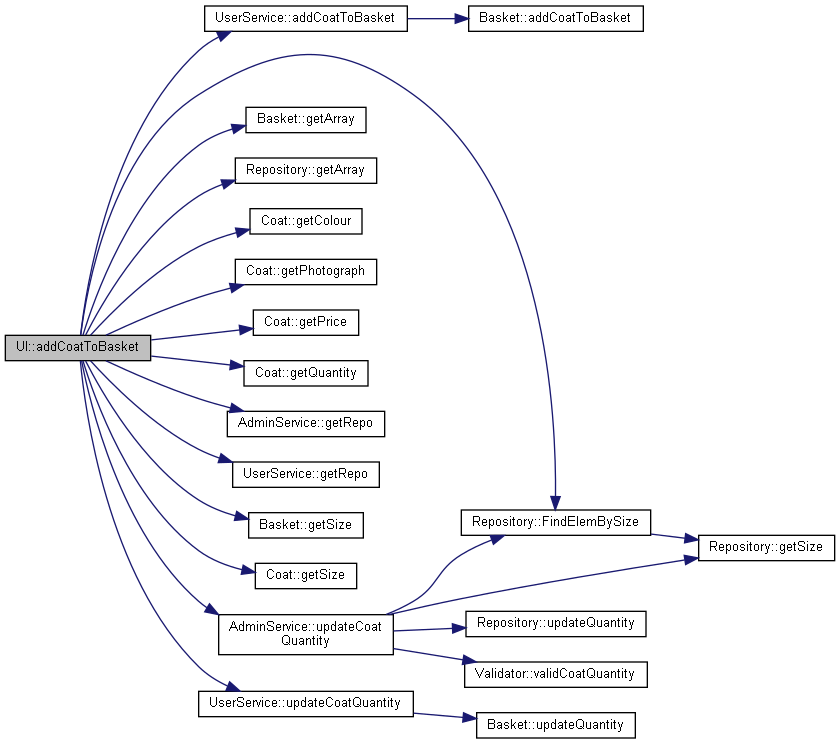 UserService::addCoatToBasket
Basket::addCoatToBasket
Basket::getArray
Repository::getArray
Coat::getColour
Coat::getPhotograph
Coat::getPrice
UI::addCoatToBasket
Coat::getQuantity
AdminService::getRepo
UserService::getRepo
Basket::getSize
Repository::FindElemBySize
Repository::getSize
Coat::getSize
AdminService::updateCoat
Quantity
Repository::updateQuantity
Validator::validCoatQuantity
UserService::updateCoatQuantity
Basket::updateQuantity